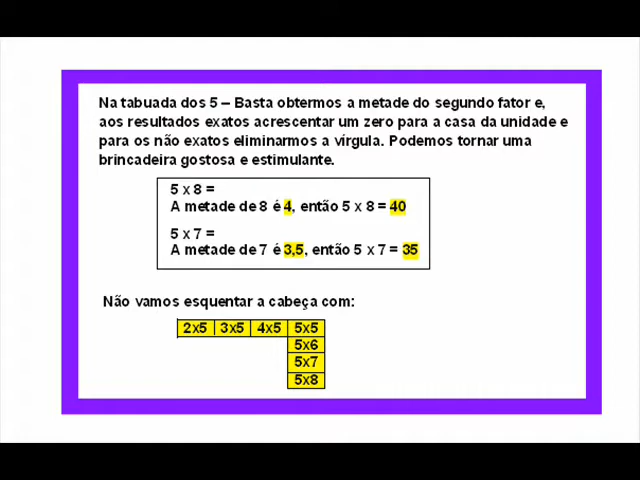 Na tabuada dos 5 – Basta obtermos a metade do segundo fator e,
aos resultados exatos acrescentar um zero para a casa da unidade e
para os não exatos eliminarmos a vírgula. Podemos tornar uma
brincadeira gostosa e estimulante.
5 x 8 =
A metade de 8 é 4, então 5 x 8 = 40
5 x 7 =
A metade de 7 é 3,5, então 5 x 7 = 35
Não vamos esquentar a cabeça com:
2x5 3x5 4x5 5x5
5x6
5x7
5x8